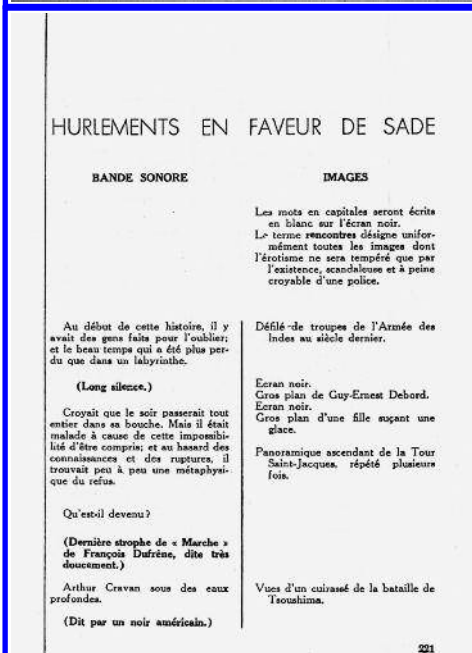 HURLEMENTS EN FAVEUR DE SADE
BANDE SONORE
IMAGES
Les mots en capitales seront écrits
en blanc sur l'écran noir.
Le terme rencontres désigne unifor-
mément toutes les images dont
l'érotisme ne sera tempéré que par
l'existence, scandaleuse et à peine
croyable d'une police.
Au début de cette histoire, il y
avait des gens faits pour l'oublier;
et le beau temps qui a été plus per-
du que dans un labyrinthe.
Défilé de troupes de l'Armée des
Indes au siècle dernier.
(Long silence.)
Croyait que le soir passerait tout
entier dans sa bouche. Mais il était
malade à cause de cette impossibi-
lité d'être compris; et au hasard des
connaissances et des ruptures, il
trouvait peu à peu une métaphysi-
que du refus.
Ecran noir.
Gros plan de Guy-Ernest Debord.
Ecran noir.
Gros plan d'une fille suçant une
glace.
Panoramique ascendant de la Tour
Saint-Jacques, répété plusieurs
fois.
Qu'est-il devenu?
(Dernière strophe de « Marche »
de François Dufrêne, dite très
doucement.)
Arthur Cravan sous des eaux
profondes.
Vues d'un cuirassé de la bataille de
Tsoushima.
(Dit par un noir américain.)
221